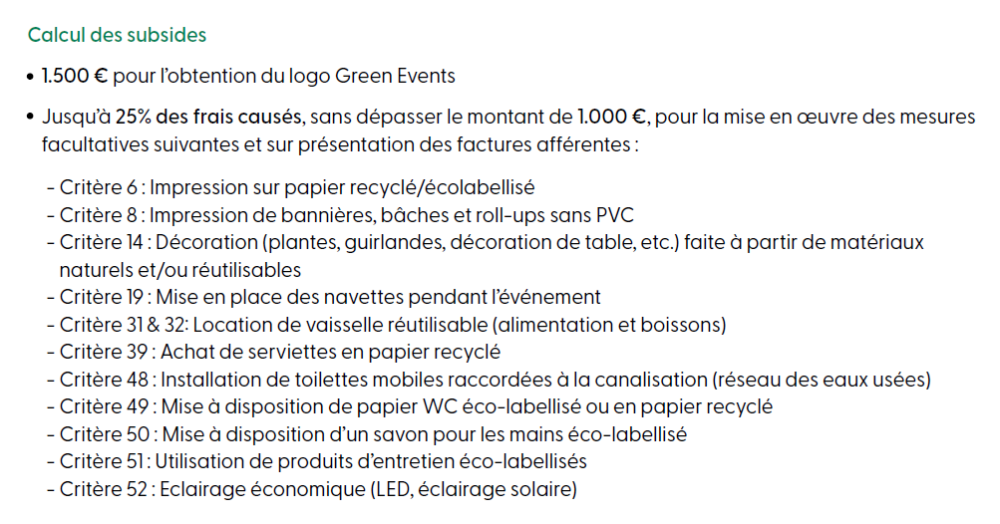 Calcul des subsides
• 1.500 € pour l'obtention du logo Green Events
• Jusqu'à 25% des frais causés, sans dépasser le montant de 1.000 €, pour la mise en œuvre des mesures
facultatives suivantes et sur présentation des factures afférentes :
- Critère 6 : Impression sur papier recyclé/écolabellisé
- Critère 8 : Impression de bannières, bâches et roll-ups sans PVC
- Critère 14 : Décoration (plantes, guirlandes, décoration de table, etc.) faite à partir de matériaux
naturels et/ou réutilisables
- Critère 19 : Mise en place des navettes pendant l'événement
- Critère 31 & 32: Location de vaisselle réutilisable (alimentation et boissons)
- Critère 39 : Achat de serviettes en papier recyclé
- Critère 48 : Installation de toilettes mobiles raccordées à la canalisation (réseau des eaux usées)
- Critère 49 : Mise à disposition de papier WC éco-labellisé ou en papier recyclé
- Critère 50 : Mise à disposition d'un savon pour les mains éco-labellisé
- Critère 51 : Utilisation de produits d'entretien éco-labellisés
- Critère 52 : Eclairage économique (LED, éclairage solaire)